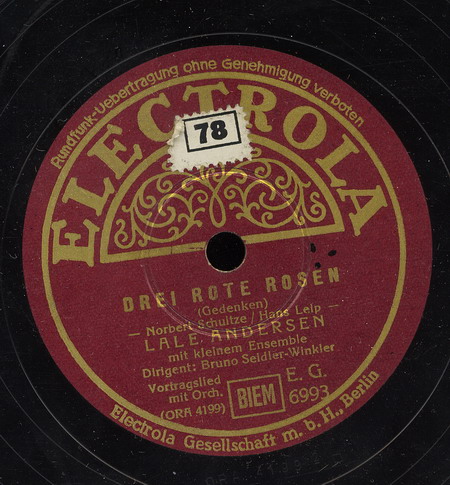 Rundfunk-Uebertragung ohne Genehmigung verboten
ELECTROLA
78
DREI ROTE ROSEN
(Gedenken)
— Norbert Schultze / Hans Leip —
LALE ANDERSEN
mit kleinem Ensemble
Dirigent: Bruno Seidler-Winkler
Vortragslied
mit Orch.
(ORA 4199)
BIEM
E. G.
6993
Electrola Gesellschaft m. b. H., Berlin